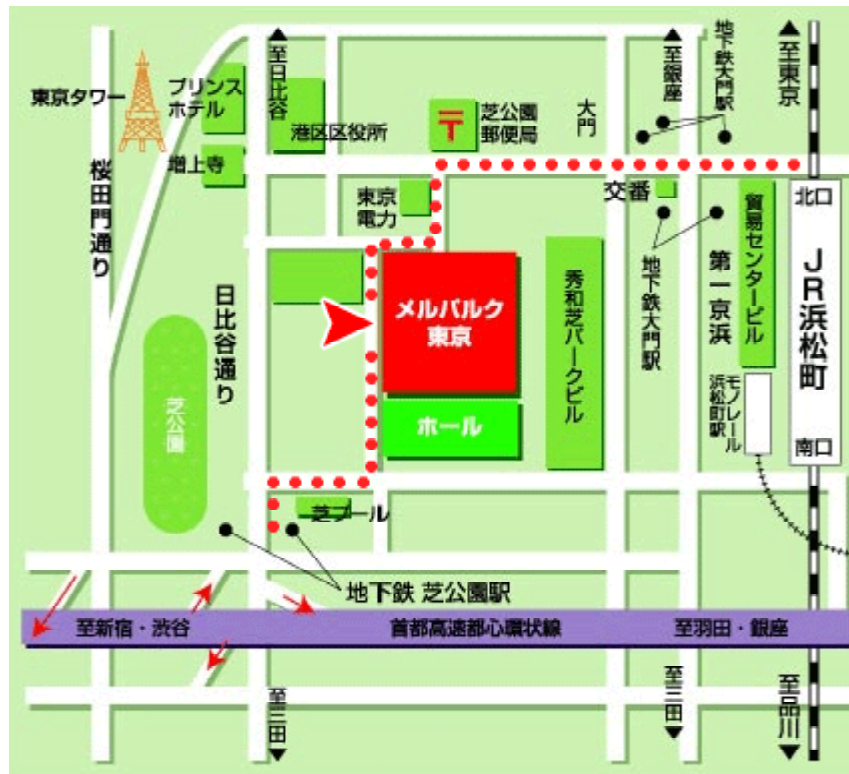 至日比谷
至銀座
地下鉄大門駅
至東京
東京タワー
プリンス
ホテル
港区区役所
芝公園
郵便局
大門
桜田門通り
増上寺
東京
電力
交番
北口
貿易センタービル
地下鉄大門駅
第一京浜
JR浜松町
日比谷通り
メルパルク
東京
秀和芝パークビル
モノレール
浜松町駅
芝公園
ホール
南口
芝プール
地下鉄 芝公園駅
至新宿・渋谷
首都高速都心環状線
至羽田・銀座
至三田
至三田
至品川